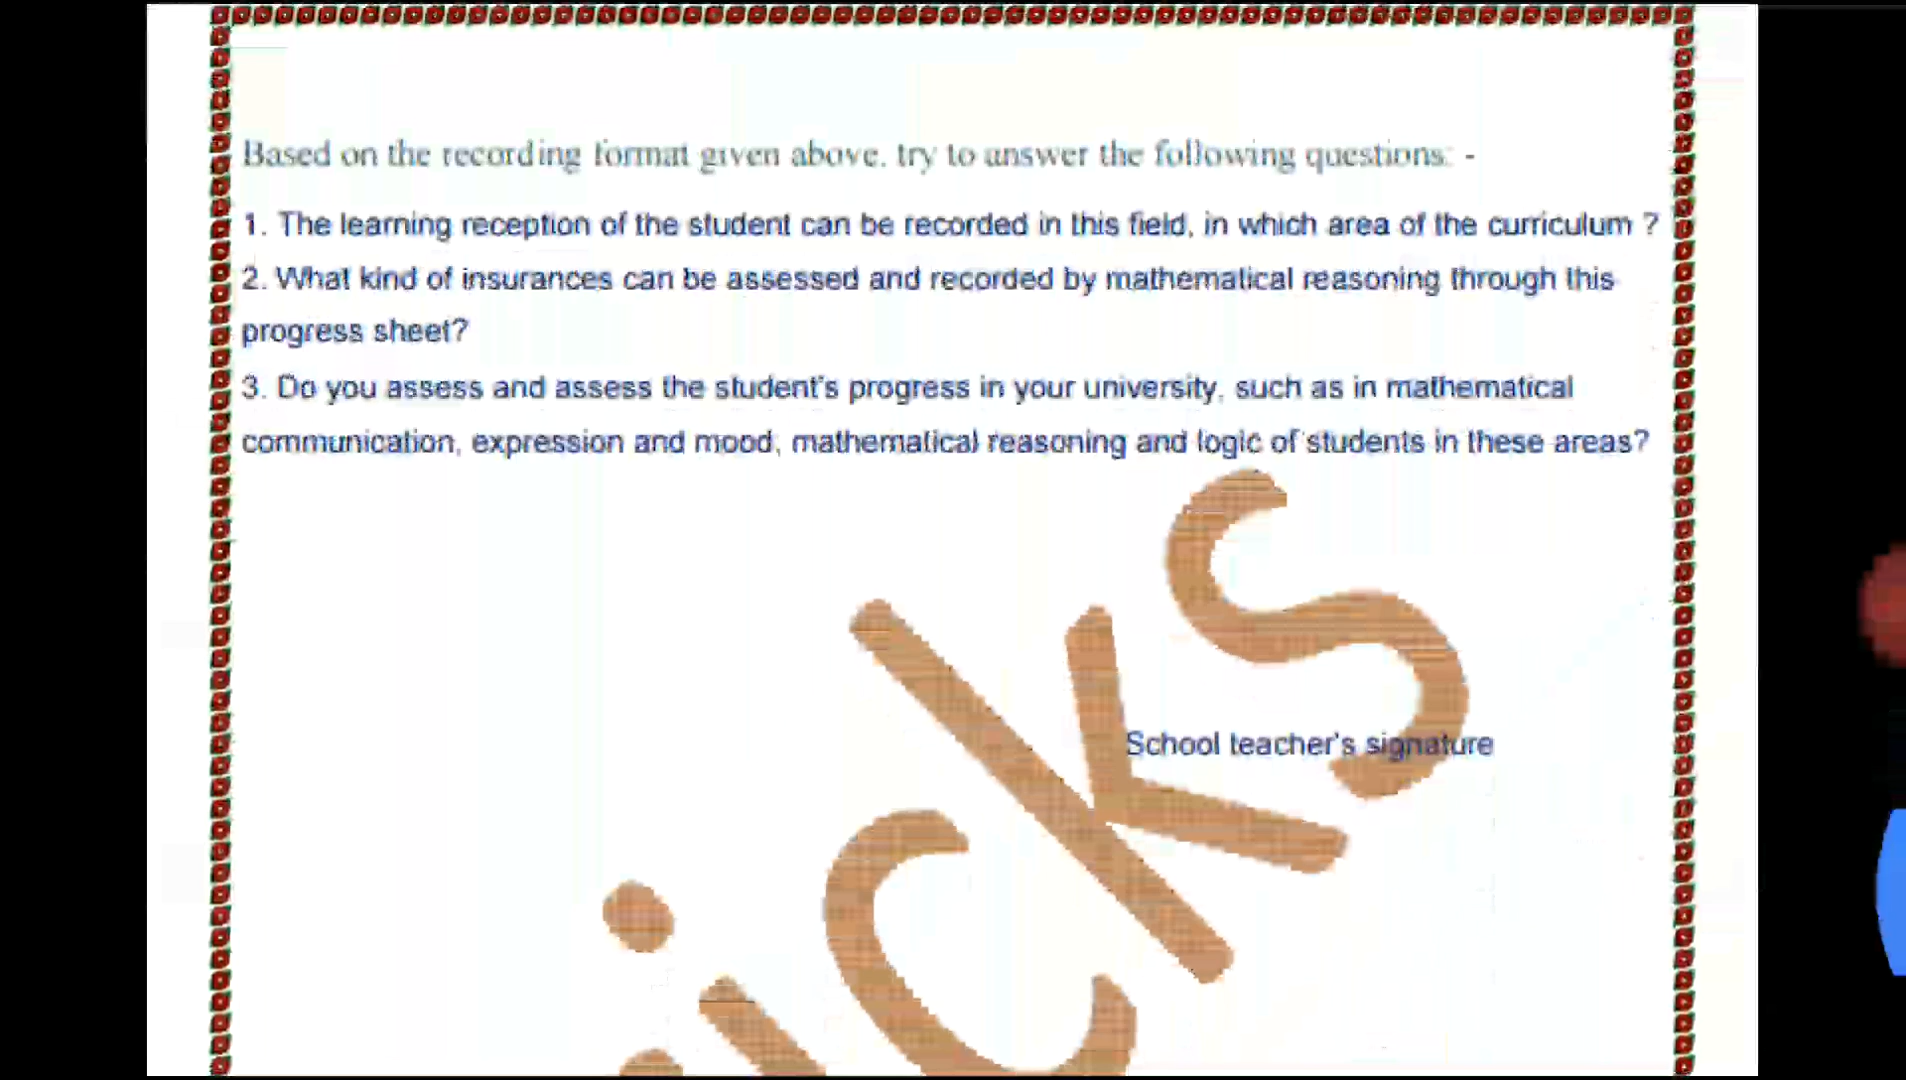 Based on the recording format given above, try to answer the following questions: -
1. The learning reception of the student can be recorded in this field, in which area of the curriculum ?
2. What kind of insurances can be assessed and recorded by mathematical reasoning through this
progress sheet?
3. Do you assess and assess the student's progress in your university, such as in mathematical
communication, expression and mood, mathematical reasoning and logic of students in these areas?
School teacher's signature
icks